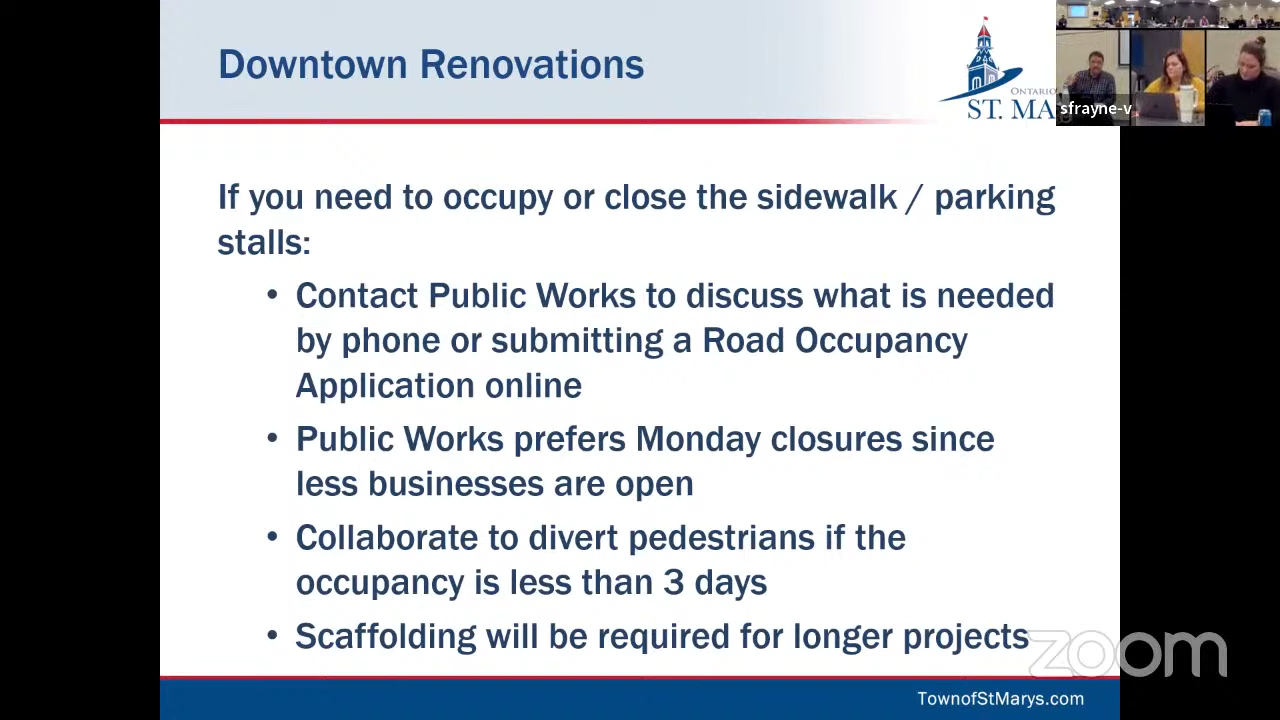 Downtown Renovations
ONTARIO
ST. MA
sfrayne-v
If you need to occupy or close the sidewalk / parking
stalls:
• Contact Public Works to discuss what is needed
by phone or submitting a Road Occupancy
Application online
• Public Works prefers Monday closures since
less businesses are open
• Collaborate to divert pedestrians if the
occupancy is less than 3 days
• Scaffolding will be required for longer projects
zoom
TownofStMarys.com